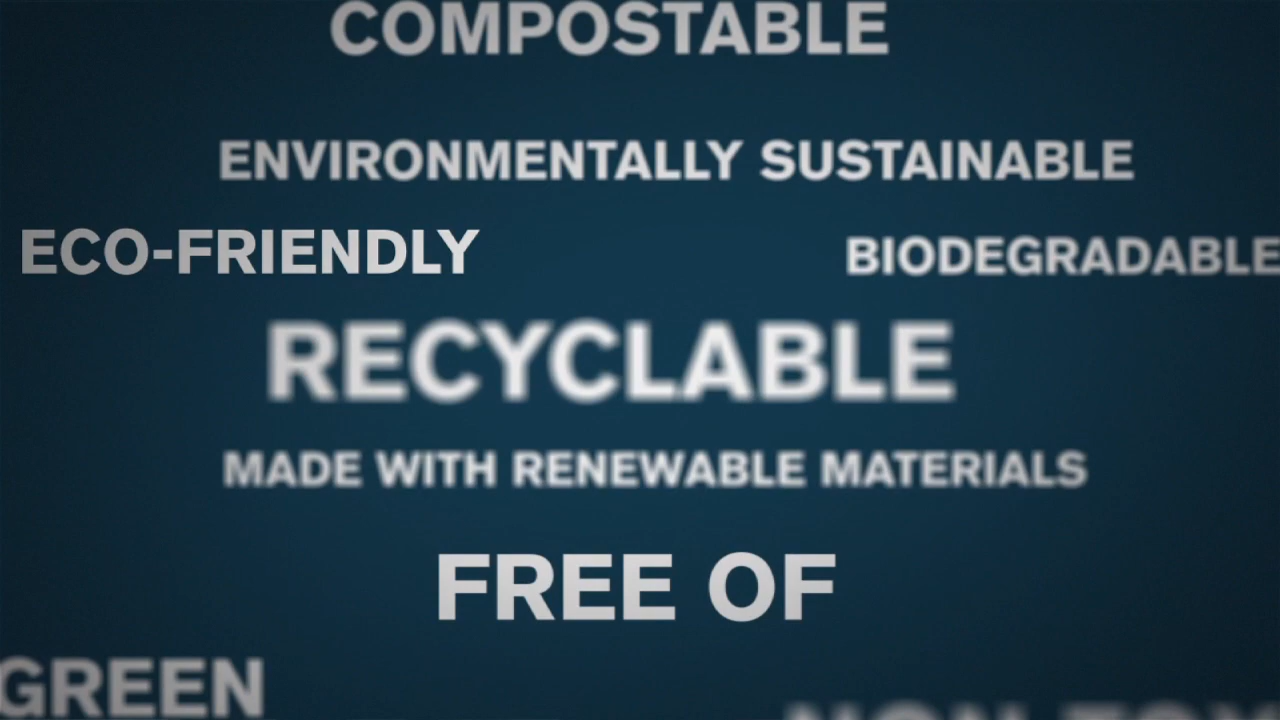 COMPOSTABLE
ENVIRONMENTALLY SUSTAINABLE
ECO-FRIENDLY
BIODEGRADABLE
RECYCLABLE
MADE WITH RENEWABLE MATERIALS
FREE OF
GREEN